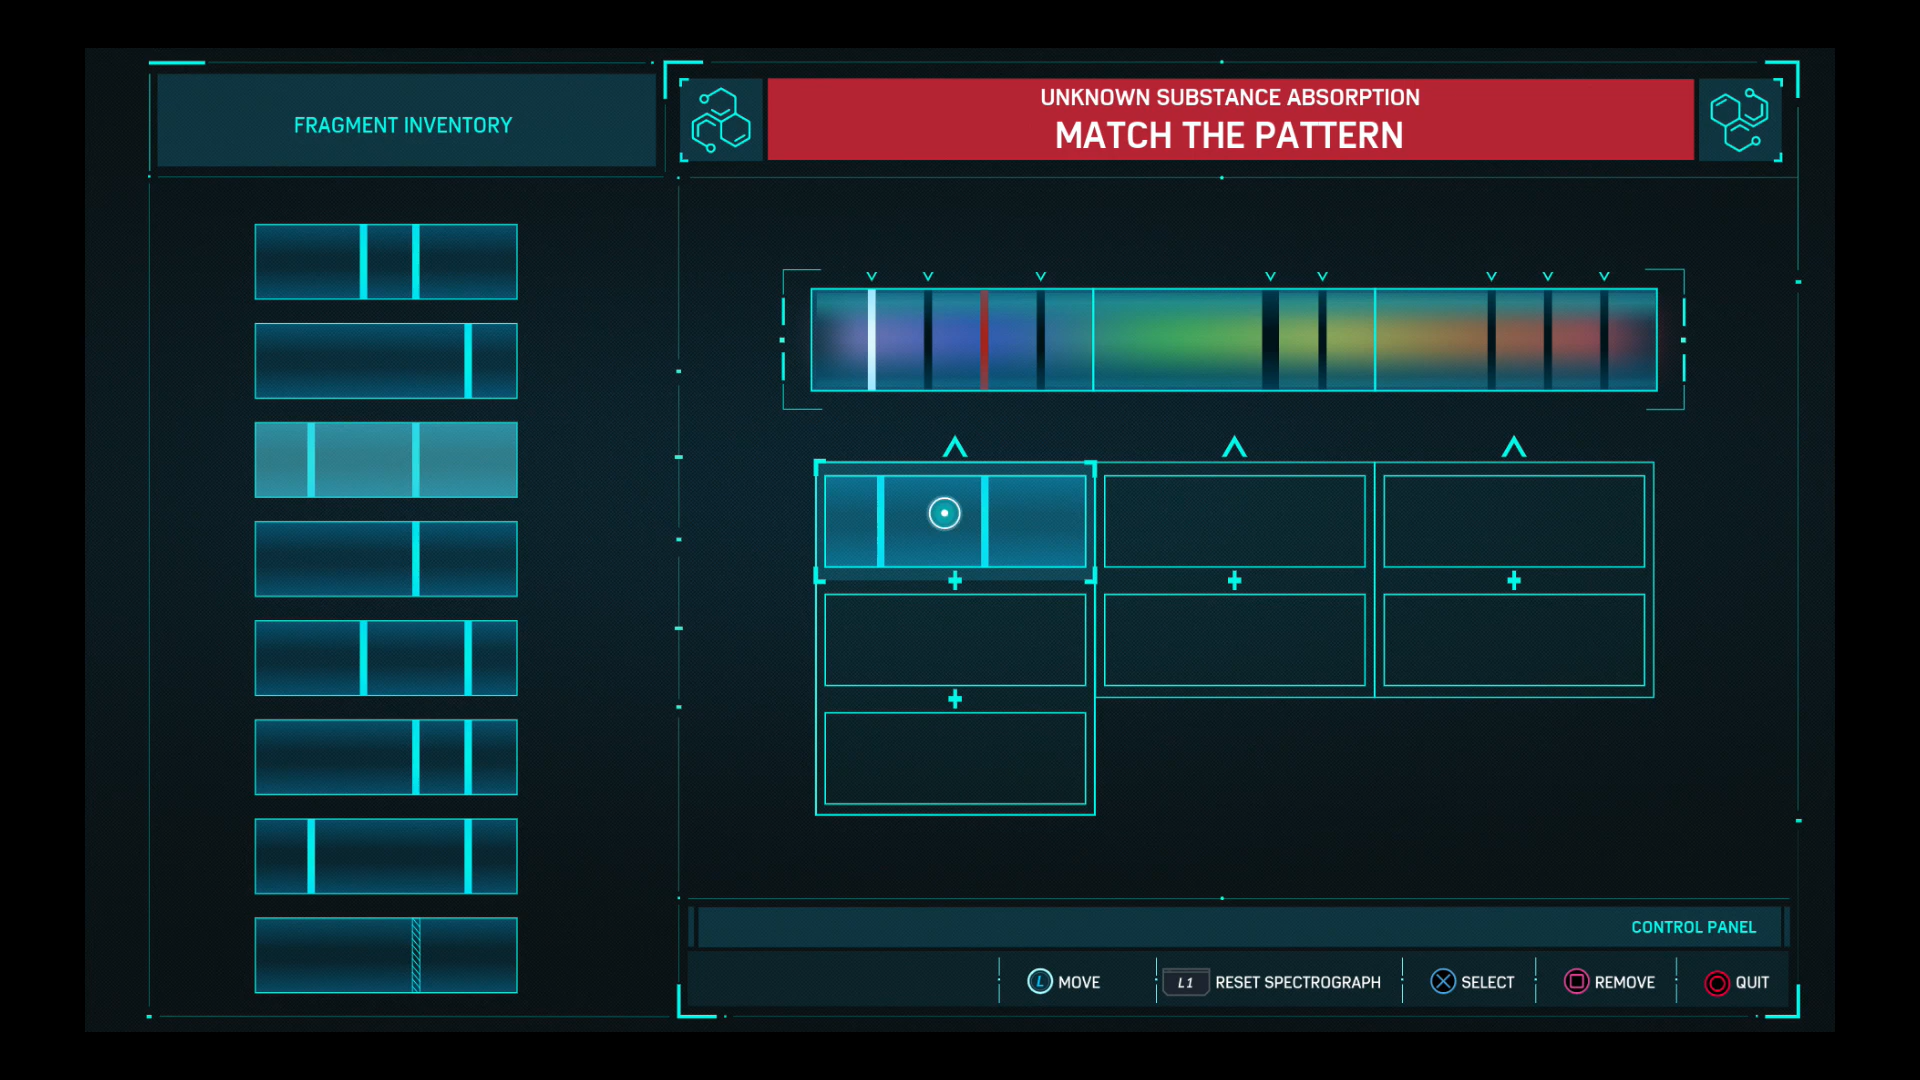 FRAGMENT INVENTORY
UNKNOWN SUBSTANCE ABSORPTION
MATCH THE PATTERN
CONTROL PANEL
L MOVE
L1 RESET SPECTROGRAPH
SELECT
REMOVE
QUIT